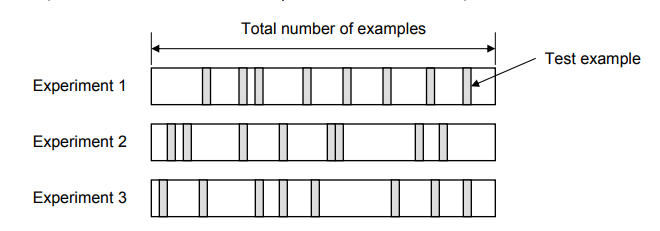 Total number of examples
Test example
Experiment 1
Experiment 2
Experiment 3